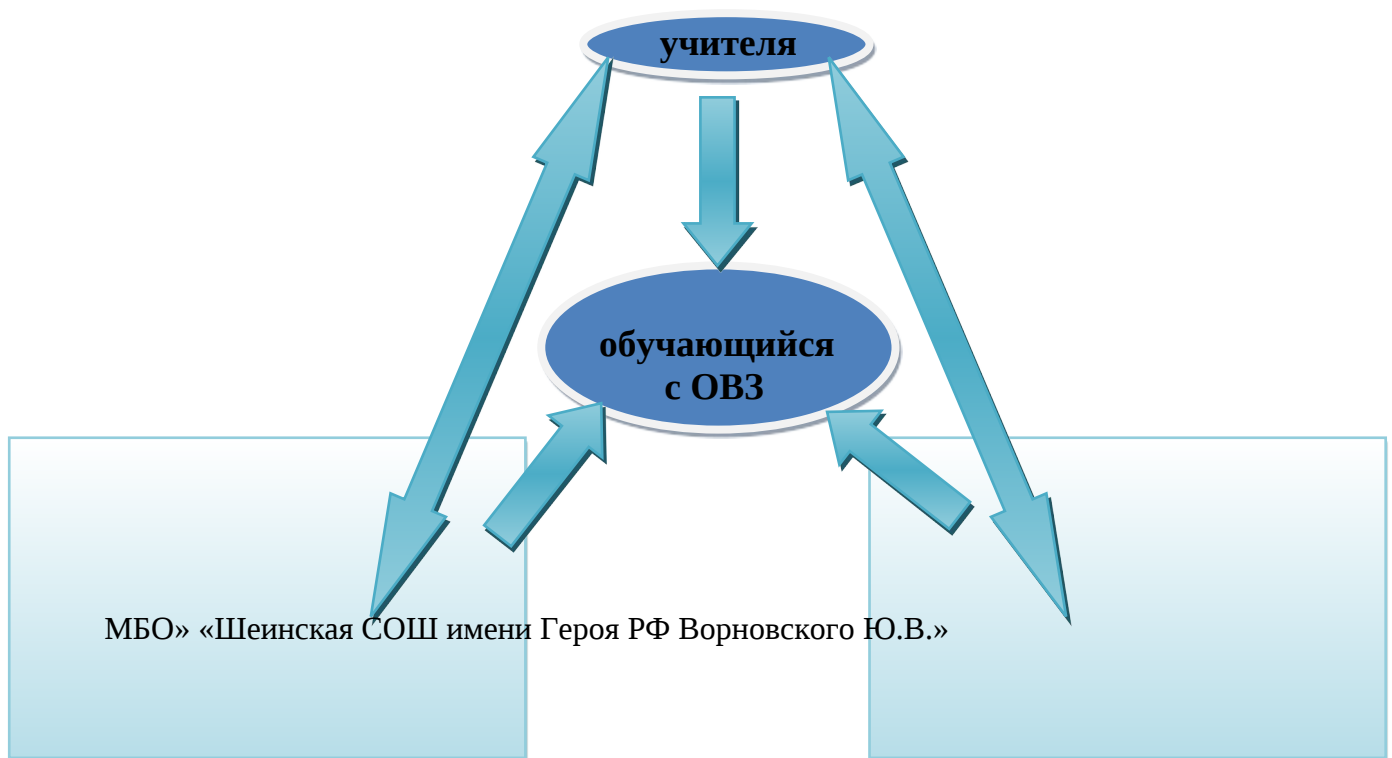 учителя
обучающийся
с ОВЗ
МБО» «Шеинская СОШ имени Героя РФ Ворновского Ю.В.»